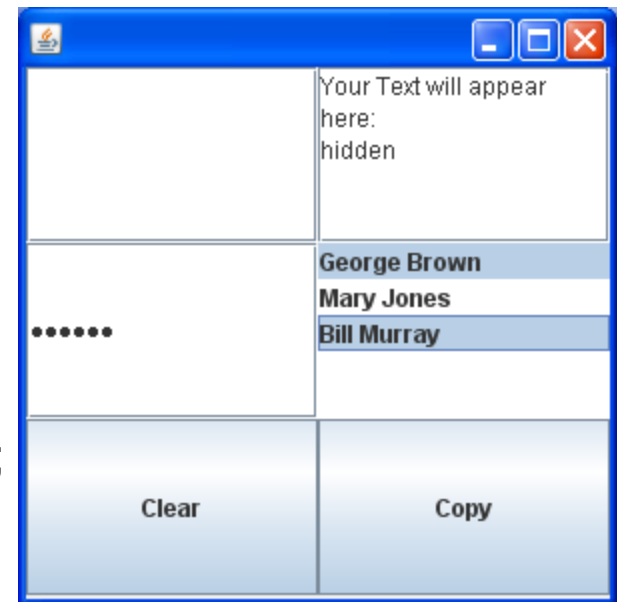 Your Text will appear
here:
hidden
George Brown
Mary Jones
••••••
Bill Murray
Clear
Copy